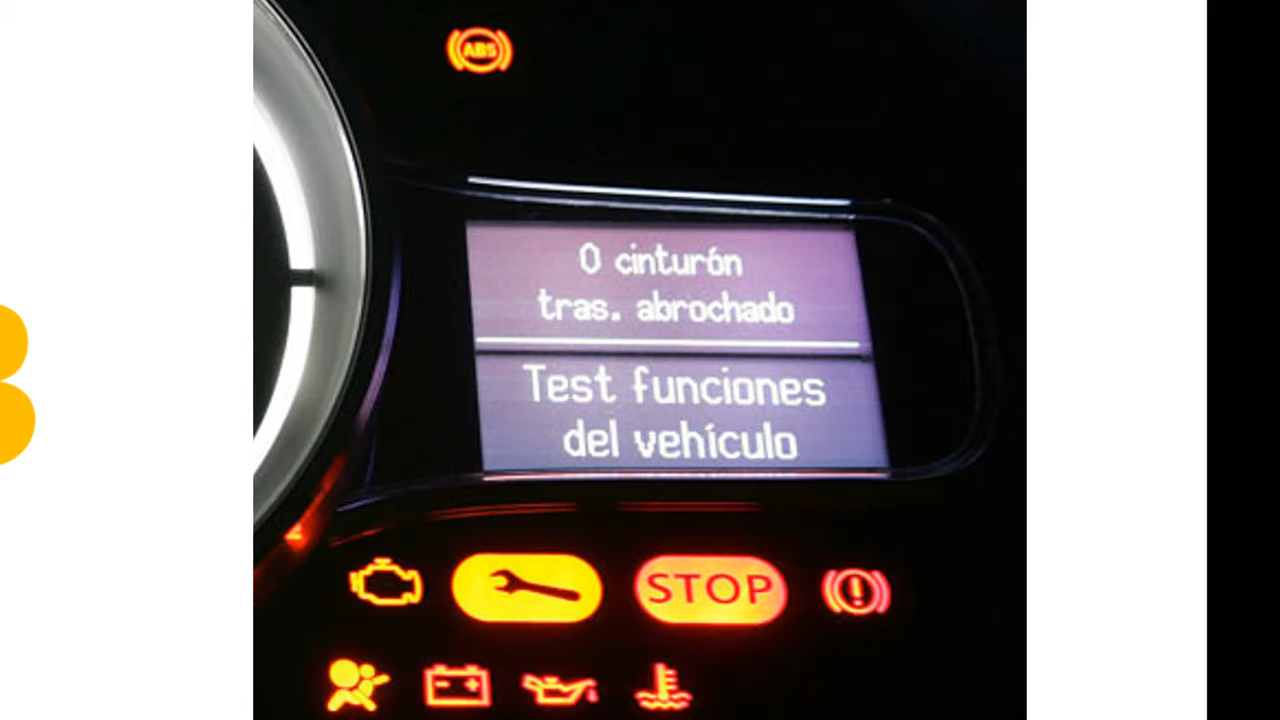 ABS
0 cinturón
tras. abrochado
Test funciones
del vehículo
STOP